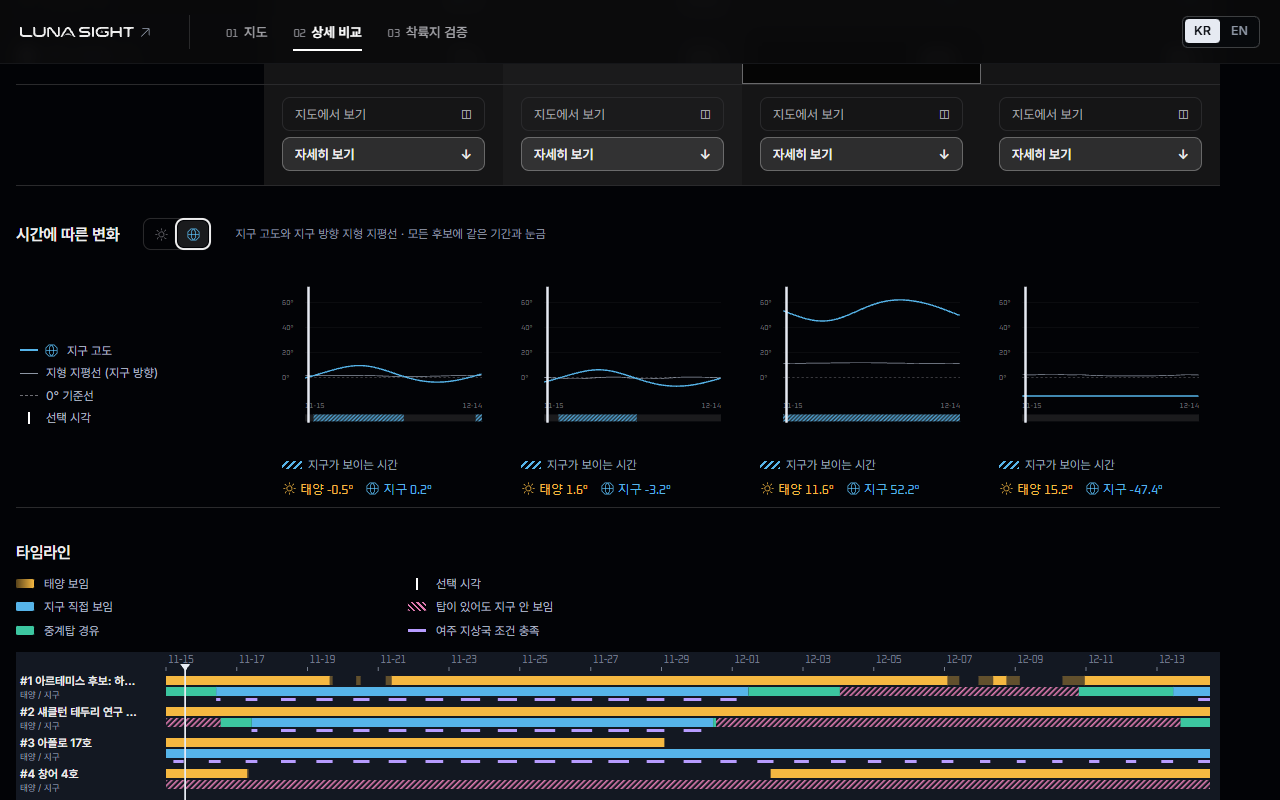 LUNA SIGHT ↗ 01 지도 02 상세 비교 03 착륙지 검증 KR EN
지도에서 보기 지도에서 보기 지도에서 보기 지도에서 보기
자세히 보기 ↓ 자세히 보기 ↓ 자세히 보기 ↓ 자세히 보기 ↓
시간에 따른 변화 지구 고도와 지구 방향 지형 지평선 · 모든 후보에 같은 기간과 눈금
60° 60° 60° 60°
40° 40° 40° 40°
20° 20° 20° 20°
0° 0° 0° 0°
11-15 12-14 11-15 12-14 11-15 12-14 11-15 12-14
지구 고도
지형 지평선 (지구 방향)
0° 기준선
선택 시각
지구가 보이는 시간 지구가 보이는 시간 지구가 보이는 시간 지구가 보이는 시간
태양 -0.5° 지구 0.2° 태양 1.6° 지구 -3.2° 태양 11.6° 지구 52.2° 태양 15.2° 지구 -47.4°
타임라인
태양 보임 선택 시각
지구 직접 보임 탑이 있어도 지구 안 보임
중계탑 경유 여주 지상국 조건 충족
11-15 11-17 11-19 11-21 11-23 11-25 11-27 11-29 12-01 12-03 12-05 12-07 12-09 12-11 12-13
#1 아르테미스 후보: 하...
태양 / 지구
#2 섀클턴 테두리 연구 ...
태양 / 지구
#3 아폴로 17호
태양 / 지구
#4 창어 4호
태양 / 지구